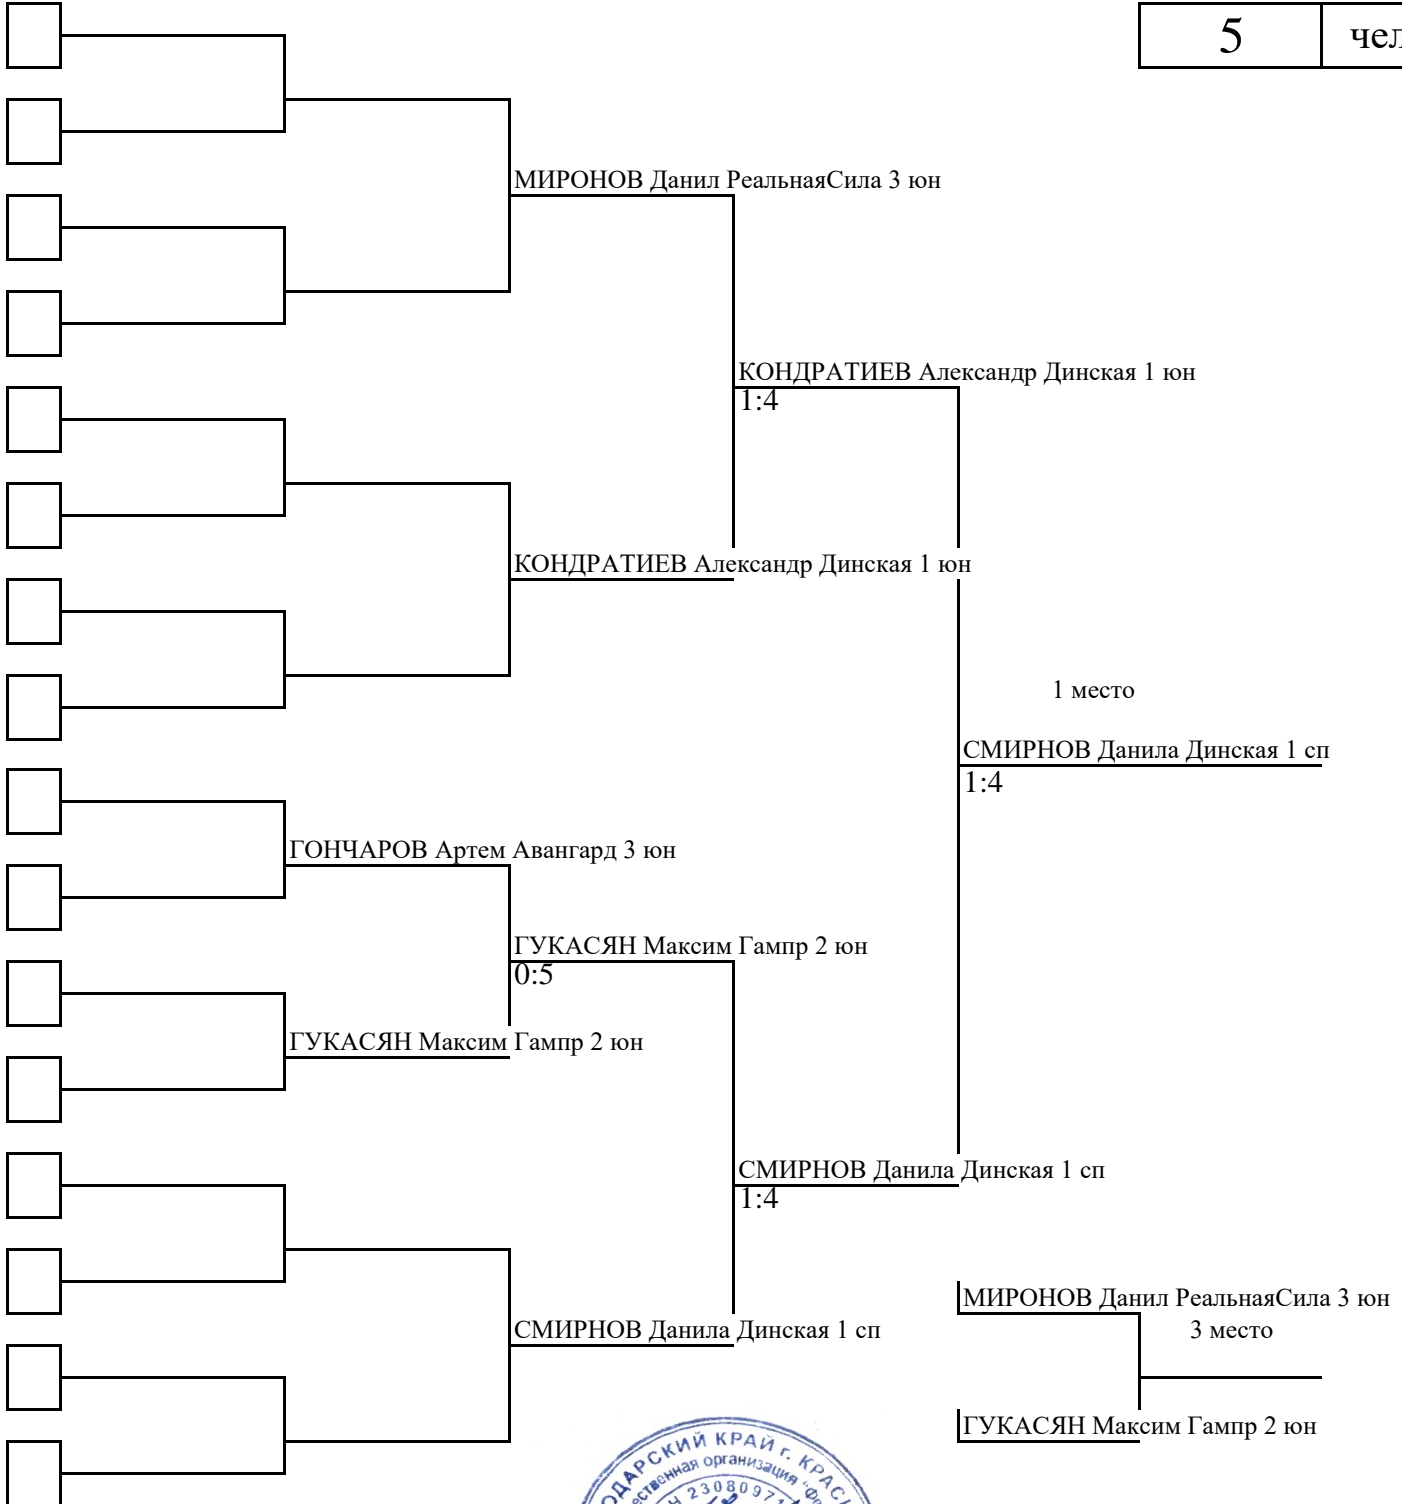 5 чел
МИРОНОВ Данил РеальнаяСила 3 юн
КОНДРАТИЕВ Александр Динская 1 юн
1:4
КОНДРАТИЕВ Александр Динская 1 юн
1 место
СМИРНОВ Данила Динская 1 сп
1:4
ГОНЧАРОВ Артем Авангард 3 юн
ГУКАСЯН Максим Гампр 2 юн
0:5
ГУКАСЯН Максим Гампр 2 юн
СМИРНОВ Данила Динская 1 сп
1:4
МИРОНОВ Данил РеальнаяСила 3 юн
СМИРНОВ Данила Динская 1 сп
3 место
ГУКАСЯН Максим Гампр 2 юн
КРАЙ г.
организация